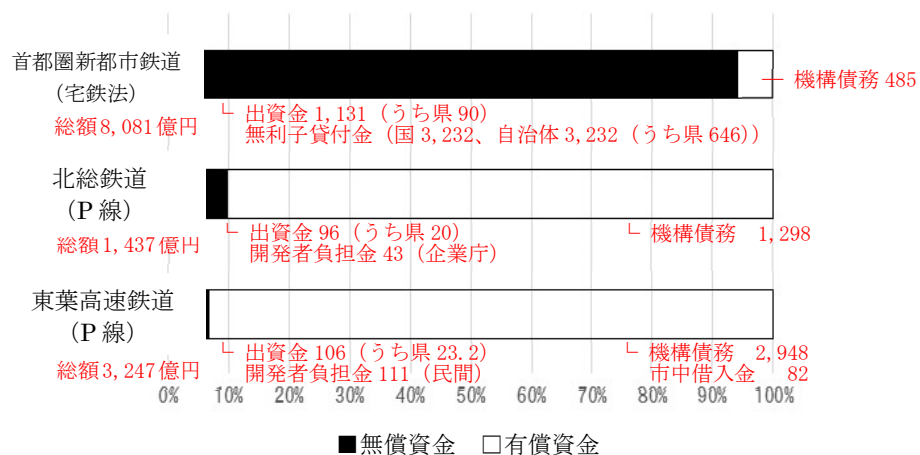 首都圏新都市鉄道
(宅鉄法)
総額8,081億円
機構債務 485
出資金 1,131（うち県 90）
無利子貸付金（国 3,232、自治体 3,232（うち県 646））
北総鉄道
（P 線）
総額1,437億円
出資金 96（うち県 20）
開発者負担金 43（企業庁）
機構債務 1,298
東葉高速鉄道
（P 線）
総額3,247億円
出資金 106（うち県 23.2）
開発者負担金 111（民間）
機構債務 2,948
市中借入金 82
0% 10% 20% 30% 40% 50% 60% 70% 80% 90% 100%
■無償資金 □有償資金